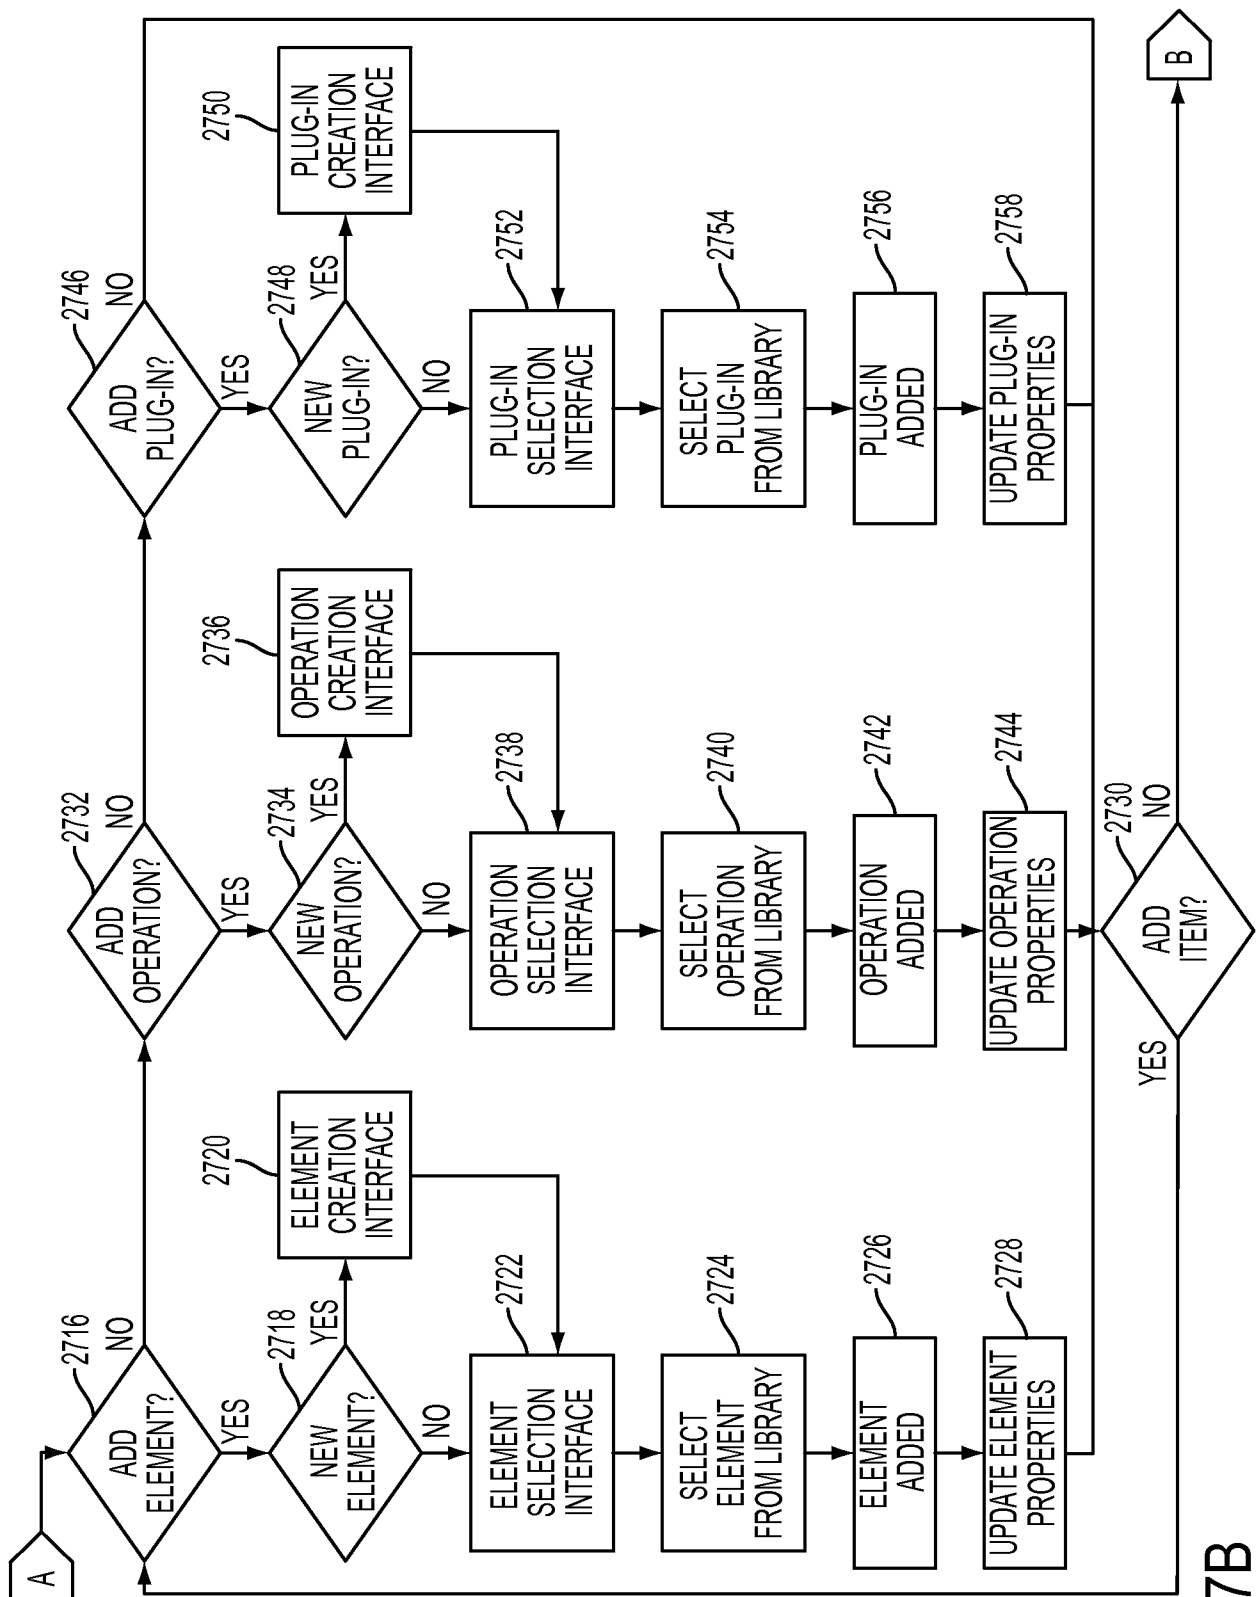 A
ADD
ELEMENT?
2716
NO
YES
NEW
ELEMENT?
2718
YES
NO
ELEMENT
CREATION
INTERFACE
2720
ELEMENT
SELECTION
INTERFACE
2722
SELECT
ELEMENT
FROM LIBRARY
2724
ELEMENT
ADDED
2726
UPDATE ELEMENT
PROPERTIES
2728
ADD
OPERATION?
2732
NO
YES
NEW
OPERATION?
2734
YES
NO
OPERATION
CREATION
INTERFACE
2736
OPERATION
SELECTION
INTERFACE
2738
SELECT
OPERATION
FROM LIBRARY
2740
OPERATION
ADDED
2742
UPDATE OPERATION
PROPERTIES
2744
ADD
PLUG-IN?
2746
NO
YES
NEW
PLUG-IN?
2748
YES
NO
PLUG-IN
CREATION
INTERFACE
2750
PLUG-IN
SELECTION
INTERFACE
2752
SELECT
PLUG-IN
FROM LIBRARY
2754
PLUG-IN
ADDED
2756
UPDATE PLUG-IN
PROPERTIES
2758
ADD
ITEM?
2730
YES
NO
B
7B